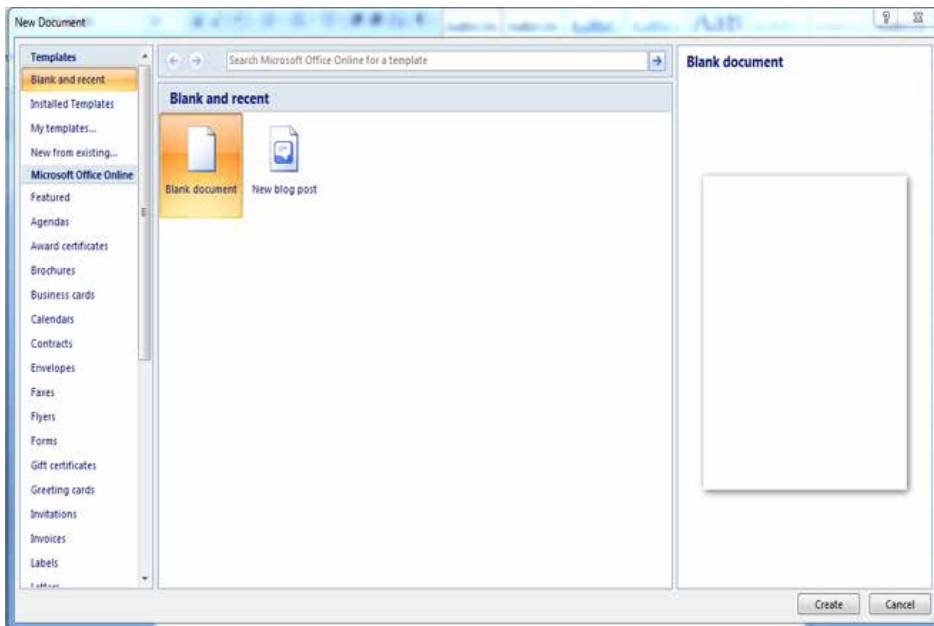 New Document
Templates
Blank and recent
Installed Templates
My templates...
New from existing...
Microsoft Office Online
Featured
Agendas
Award certificates
Brochures
Business cards
Calendars
Contracts
Envelopes
Faxes
Flyers
Forms
Gift certificates
Greeting cards
Invitations
Invoices
Labels
Search Microsoft Office Online for a template
Blank and recent
Blank document
New blog post
Blank document
Create
Cancel